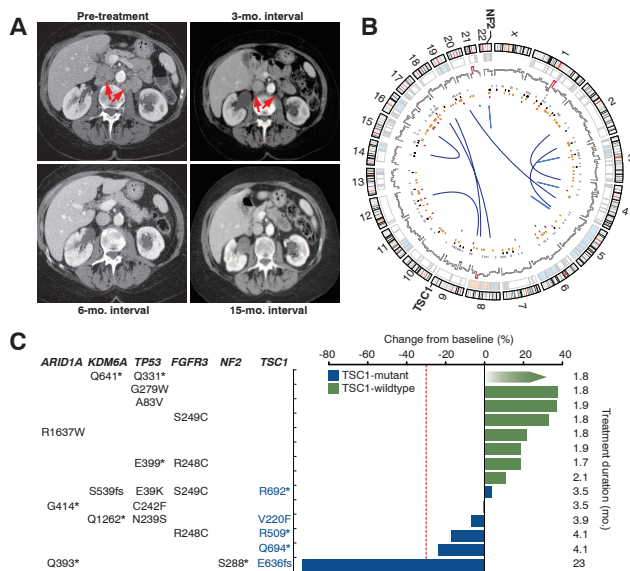 A
Pre-treatment
3-mo. interval
6-mo. interval
15-mo. interval
B
NF2
TSC1
X
1
2
4
5
6
7
8
9
10
11
12
13
14
15
16
17
18
19
20
21
22
C
Change from baseline (%)
ARID1A KDM6A TP53 FGFR3 NF2 TSC1
-80 -60 -40 -20 0 20 40
TSC1-mutant
TSC1-wildtype
Treatment duration (mo.)
Q641* Q331* 1.8
G279W 1.8
A83V 1.9
S249C 1.8
R1637W 1.8
1.9
E399* R248C 1.7
2.1
S539fs E39K S249C R692* 3.5
G414* C242F 3.5
Q1262* N239S V220F 3.9
R248C R509* 4.1
Q694* 4.1
Q393* S288* E636fs 23